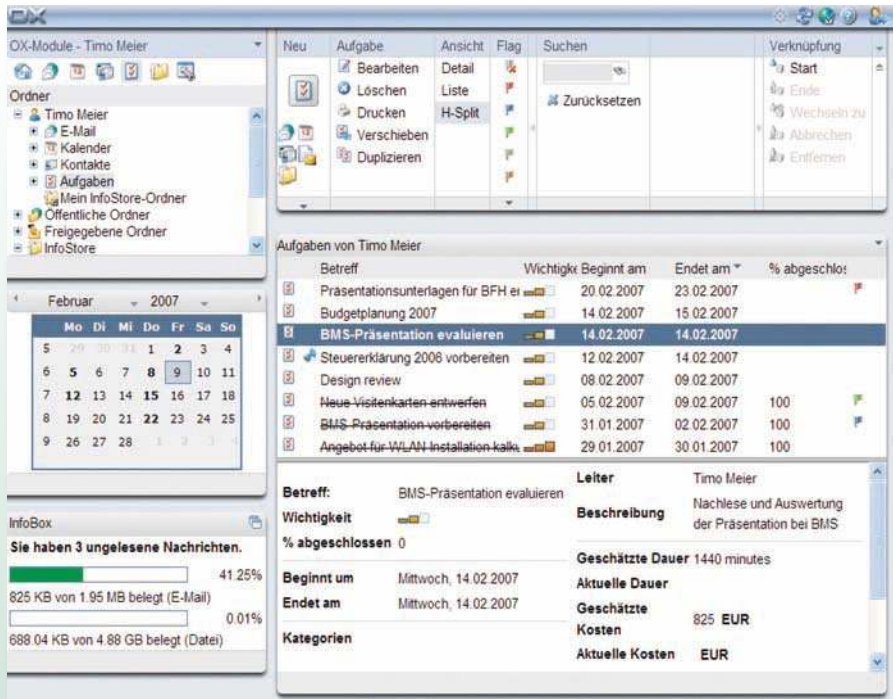 OX
OX-Module - Timo Meier
Ordner
Timo Meier
E-Mail
Kalender
Kontakte
Aufgaben
Mein InfoStore-Ordner
Öffentliche Ordner
Freigegebene Ordner
InfoStore
Februar 2007
Mo Di Mi Do Fr Sa So
5 29 30 31 1 2 3 4
6 5 6 7 8 9 10 11
7 12 13 14 15 16 17 18
8 19 20 21 22 23 24 25
9 26 27 28 1 2 3 4
InfoBox
Sie haben 3 ungelesene Nachrichten.
41.25%
825 KB von 1.95 MB belegt (E-Mail)
0.01%
688.04 KB von 4.88 GB belegt (Datei)
Neu Aufgabe Ansicht Flag Suchen Verknüpfung
Bearbeiten Detail Start
Löschen Liste Ende
Drucken H-Split Zurücksetzen Wechseln zu
Verschieben Abbrechen
Duplizieren Entfernen
Aufgaben von Timo Meier
Betreff Wichtigke Beginnt am Endet am % abgeschlos
Präsentationsunterlagen für BFH er 20.02.2007 23.02.2007
Budgetplanung 2007 14.02.2007 15.02.2007
BMS-Präsentation evaluieren 14.02.2007 14.02.2007
Steuererklärung 2006 vorbereiten 12.02.2007 14.02.2007
Design review 08.02.2007 09.02.2007
Neue Visitenkarten entwerfen 05.02.2007 09.02.2007 100
BMS-Präsentation vorbereiten 31.01.2007 02.02.2007 100
Angebot für WLAN Installation kalku 29.01.2007 30.01.2007 100
Betreff: BMS-Präsentation evaluieren
Wichtigkeit
% abgeschlossen 0
Beginnt um Mittwoch, 14.02.2007
Endet am Mittwoch, 14.02.2007
Kategorien
Leiter Timo Meier
Beschreibung Nachlese und Auswertung
der Präsentation bei BMS
Geschätzte Dauer 1440 minutes
Aktuelle Dauer
Geschätzte
Kosten 825 EUR
Aktuelle Kosten EUR